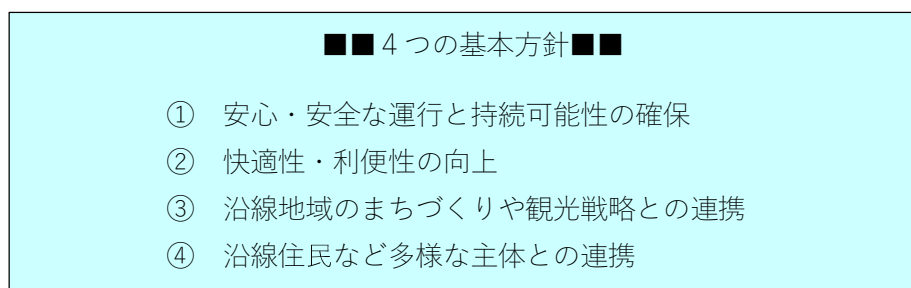 ■■４つの基本方針■■
① 安心・安全な運行と持続可能性の確保
② 快適性・利便性の向上
③ 沿線地域のまちづくりや観光戦略との連携
④ 沿線住民など多様な主体との連携